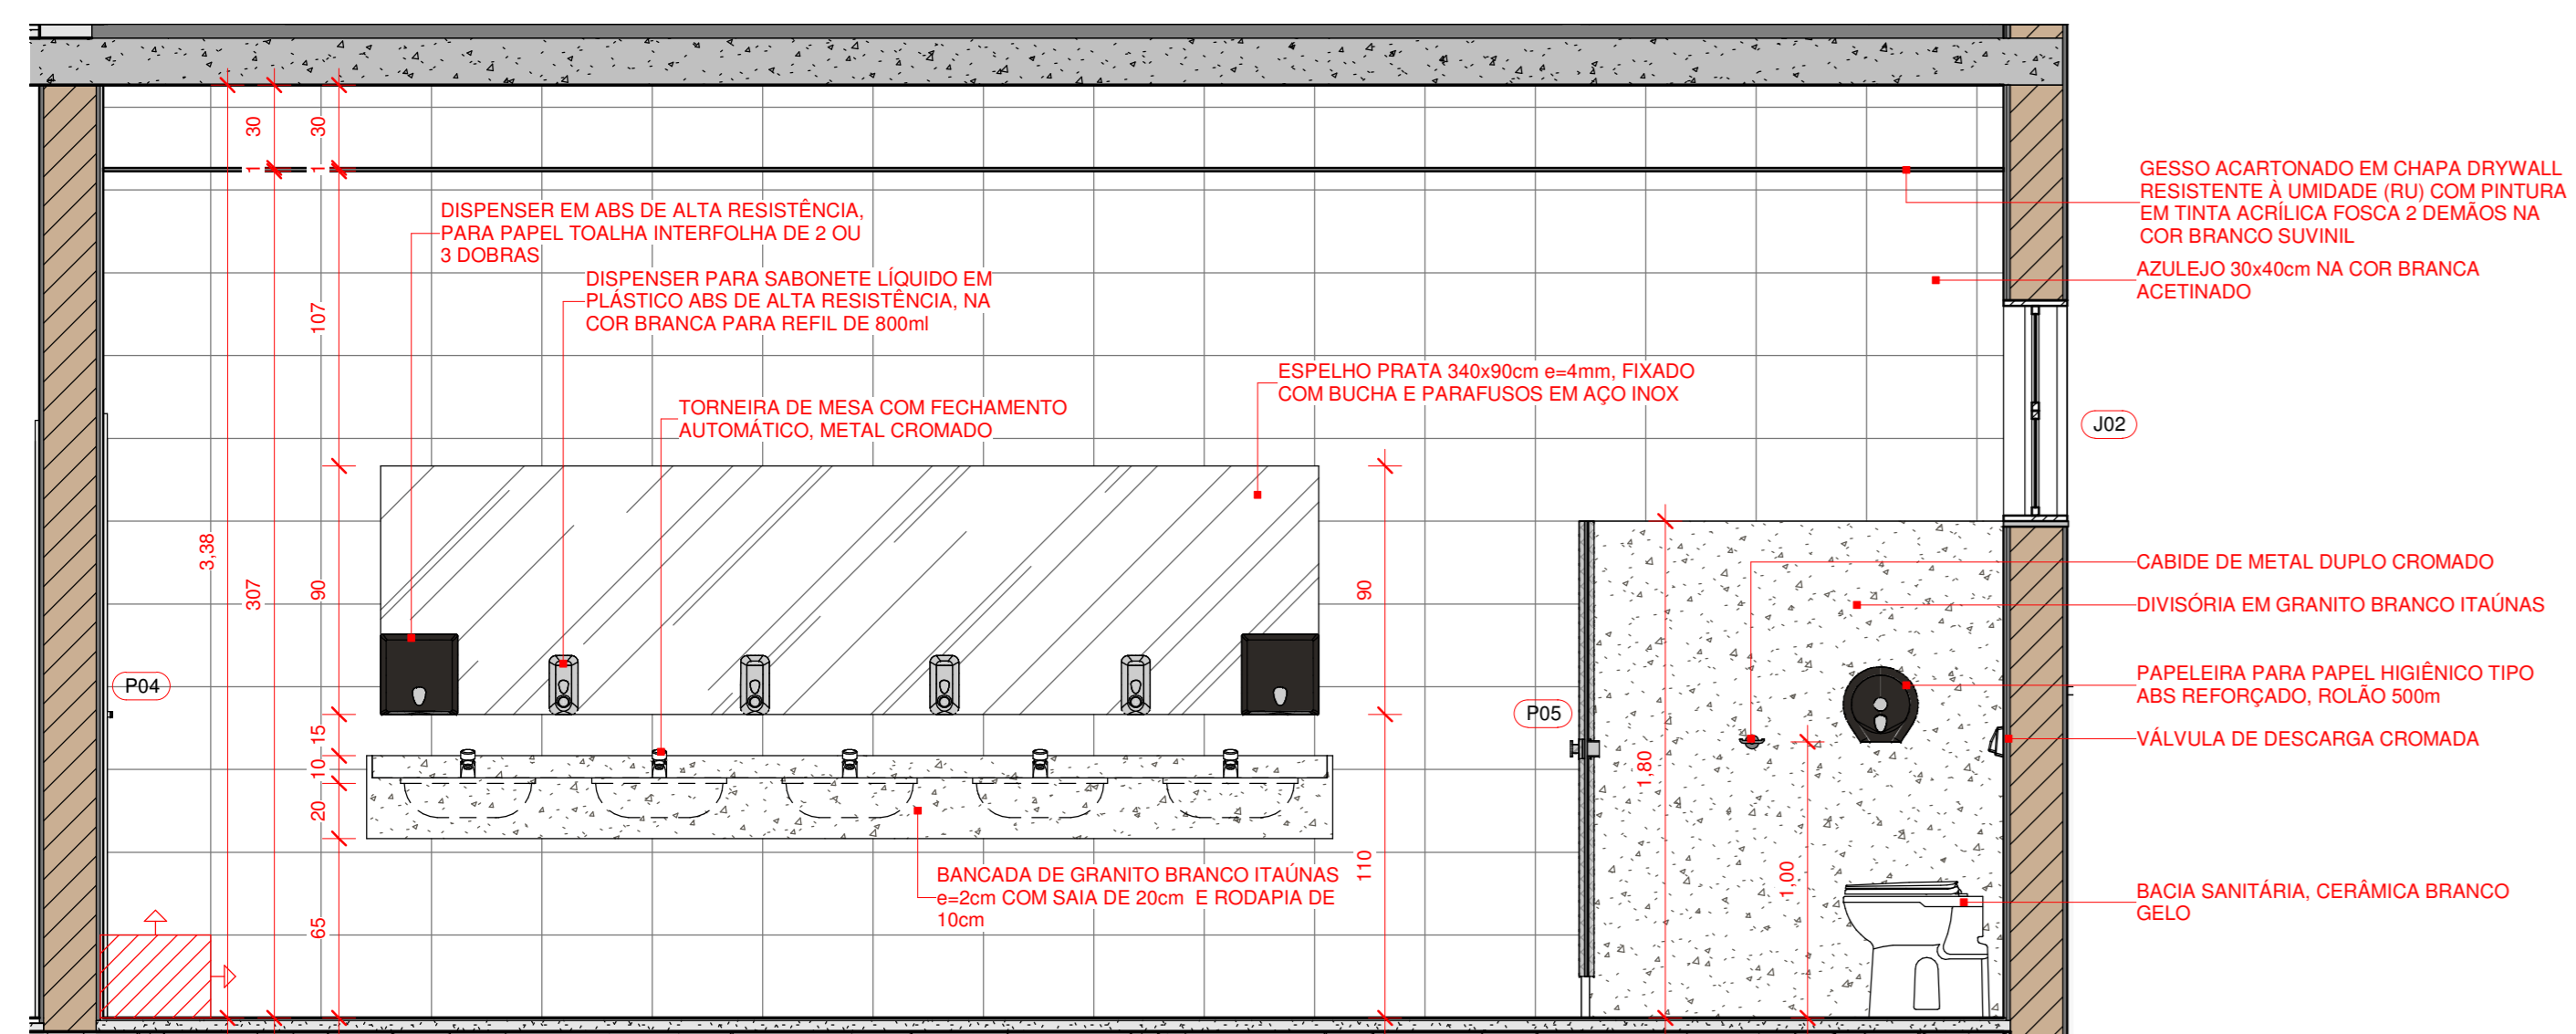 30
30
1
1
GESSO ACARTONADO EM CHAPA DRYWALL
RESISTENTE À UMIDADE (RU) COM PINTURA
EM TINTA ACRÍLICA FOSCA 2 DEMÃOS NA
COR BRANCO SUVINIL
DISPENSER EM ABS DE ALTA RESISTÊNCIA,
PARA PAPEL TOALHA INTERFOLHA DE 2 OU
3 DOBRAS
AZULEJO 30x40cm NA COR BRANCA
ACETINADO
DISPENSER PARA SABONETE LÍQUIDO EM
PLÁSTICO ABS DE ALTA RESISTÊNCIA, NA
COR BRANCA PARA REFIL DE 800ml
107
ESPELHO PRATA 340x90cm e=4mm, FIXADO
COM BUCHA E PARAFUSOS EM AÇO INOX
TORNEIRA DE MESA COM FECHAMENTO
AUTOMÁTICO, METAL CROMADO
J02
3,38
307
90
90
CABIDE DE METAL DUPLO CROMADO
DIVISÓRIA EM GRANITO BRANCO ITAÚNAS
P04
PAPELEIRA PARA PAPEL HIGIÊNICO TIPO
ABS REFORÇADO, ROLÃO 500m
P05
15
VÁLVULA DE DESCARGA CROMADA
10
1,80
20
110
1,00
BANCADA DE GRANITO BRANCO ITAÚNAS
e=2cm COM SAIA DE 20cm E RODAPIA DE
10cm
BACIA SANITÁRIA, CERÂMICA BRANCO
GELO
65